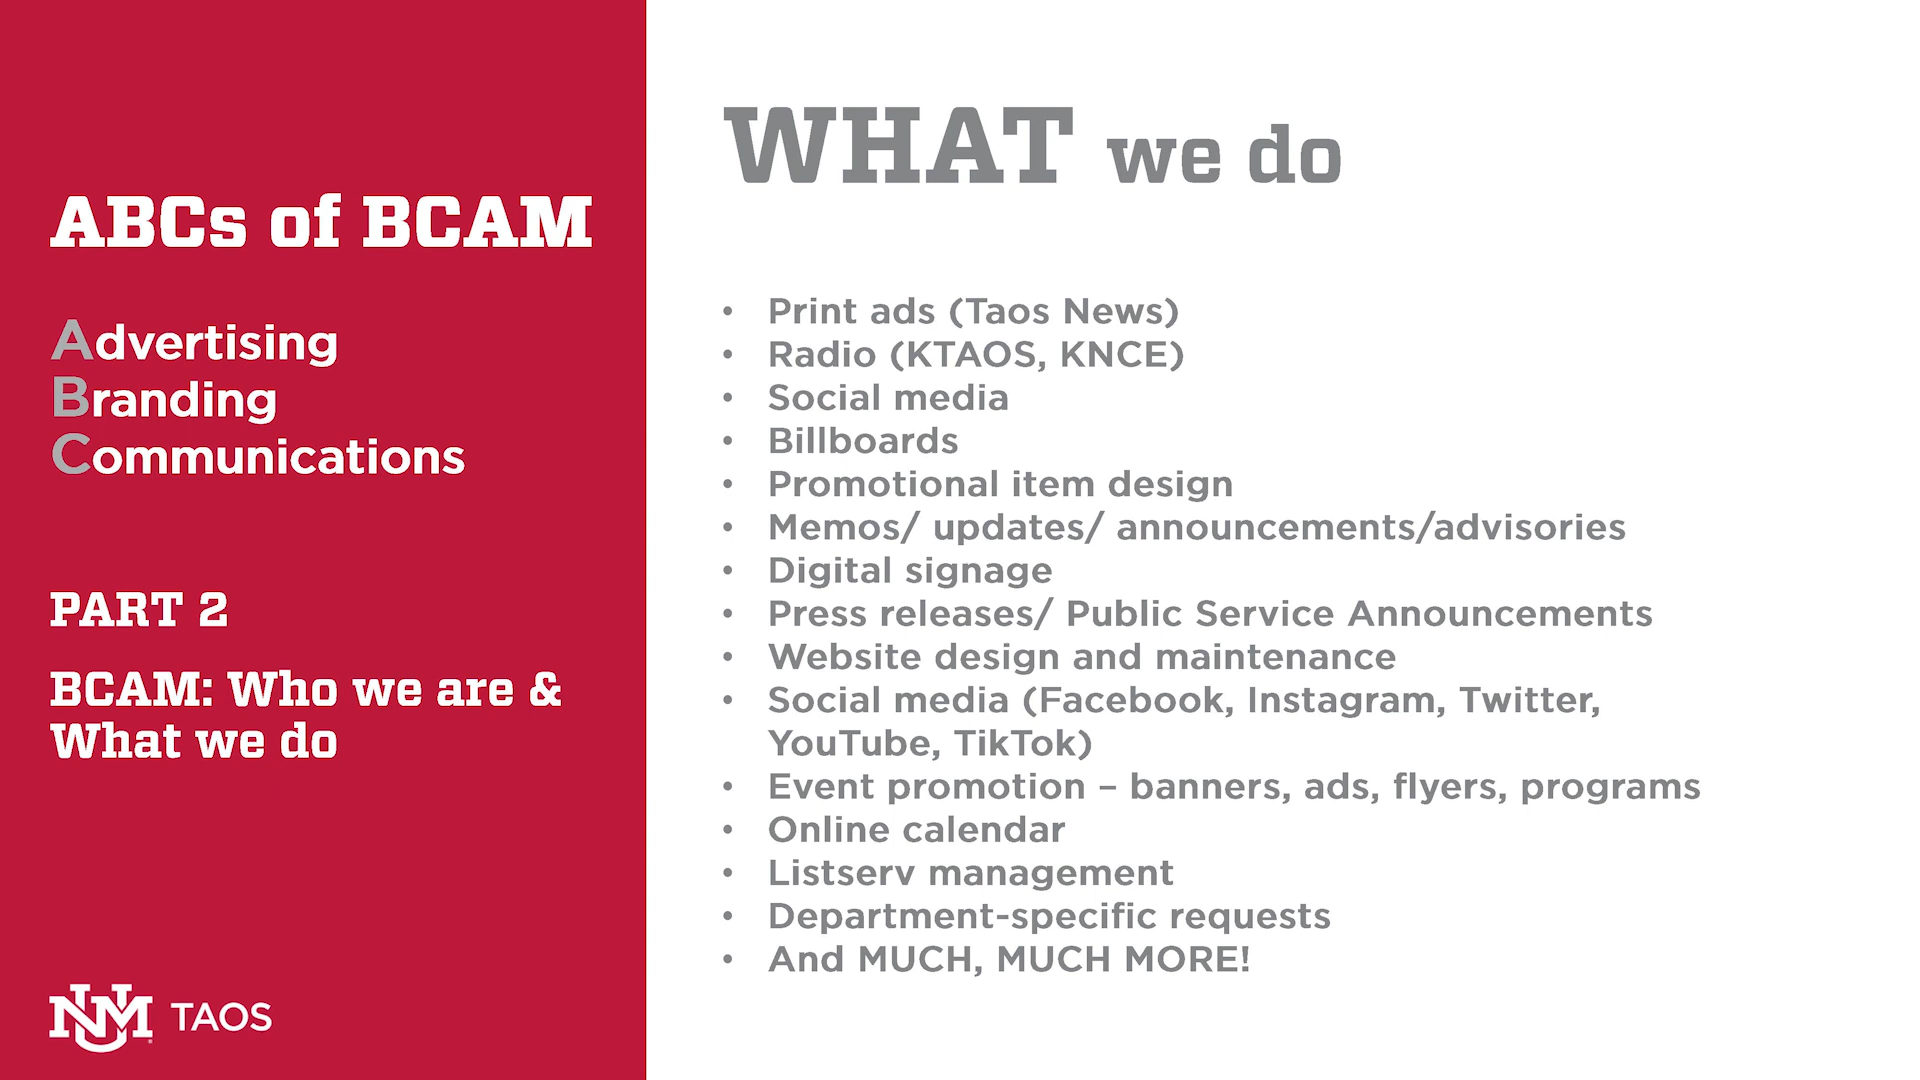 ABCs of BCAM
Advertising
Branding
Communications
PART 2
BCAM: Who we are &
What we do
UNM TAOS
WHAT we do
• Print ads (Taos News)
• Radio (KTAOS, KNCE)
• Social media
• Billboards
• Promotional item design
• Memos/ updates/ announcements/advisories
• Digital signage
• Press releases/ Public Service Announcements
• Website design and maintenance
• Social media (Facebook, Instagram, Twitter,
YouTube, TikTok)
• Event promotion – banners, ads, flyers, programs
• Online calendar
• Listserv management
• Department-specific requests
• And MUCH, MUCH MORE!